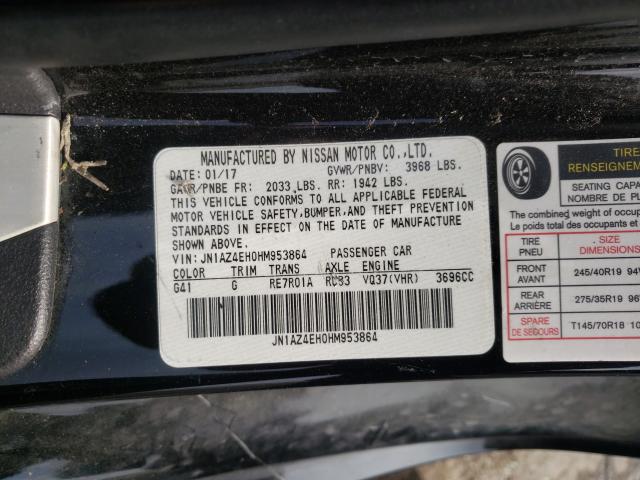 MANUFACTURED BY NISSAN MOTOR CO.,LTD.
DATE: 01/17 GVWR/PNBV: 3968 LBS.
GAWR/PNBE FR: 2033 LBS. RR: 1942 LBS.
THIS VEHICLE CONFORMS TO ALL APPLICABLE FEDERAL
MOTOR VEHICLE SAFETY,BUMPER,AND THEFT PREVENTION
STANDARDS IN EFFECT ON THE DATE OF MANUFACTURE
SHOWN ABOVE.
VIN: JN1AZ4EH0HM953864 PASSENGER CAR
COLOR TRIM TRANS AXLE ENGINE
G41 G RE7R01A RC33 VQ37(VHR) 3696CC
JN1AZ4EH0HM953864
TIRE
RENSEIGNEMEN
SEATING CAPA
NOMBRE DE PL
The combined weight of occup
Le poids total des occupants et
TIRE SIZE
PNEU DIMENSIONS
FRONT
AVANT
245/40R19 94
REAR
ARRIÈRE
275/35R19 96
SPARE
DE SECOURS
T145/70R18 10